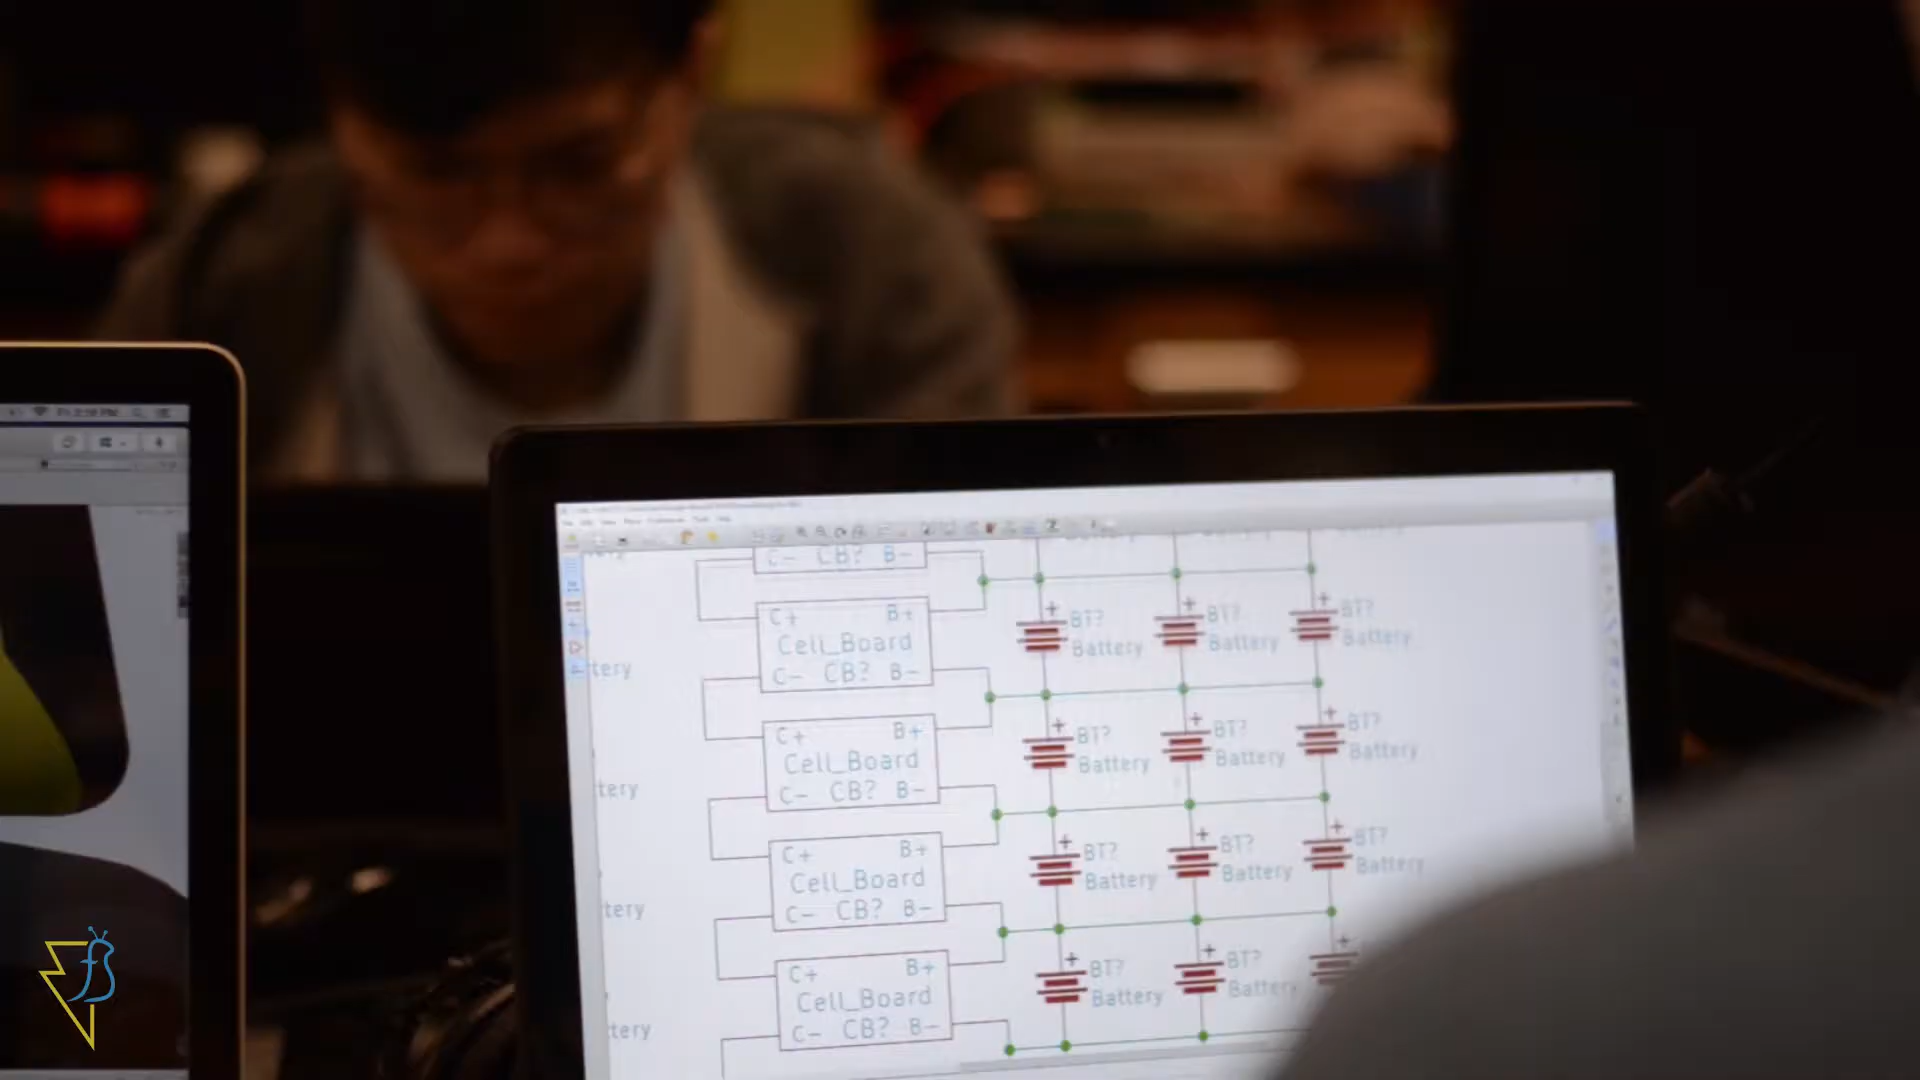 C- CB? B-
C+ B+
Cell_Board
C- CB? B-
BT?
Battery
BT?
Battery
BT?
Battery
tery
C+ B+
Cell_Board
C- CB? B-
BT?
Battery
BT?
Battery
BT?
Battery
tery
C+ B+
Cell_Board
C- CB? B-
BT?
Battery
BT?
Battery
BT?
Battery
tery
C+ B+
Cell_Board
C- CB? B-
BT?
Battery
BT?
Battery
tery